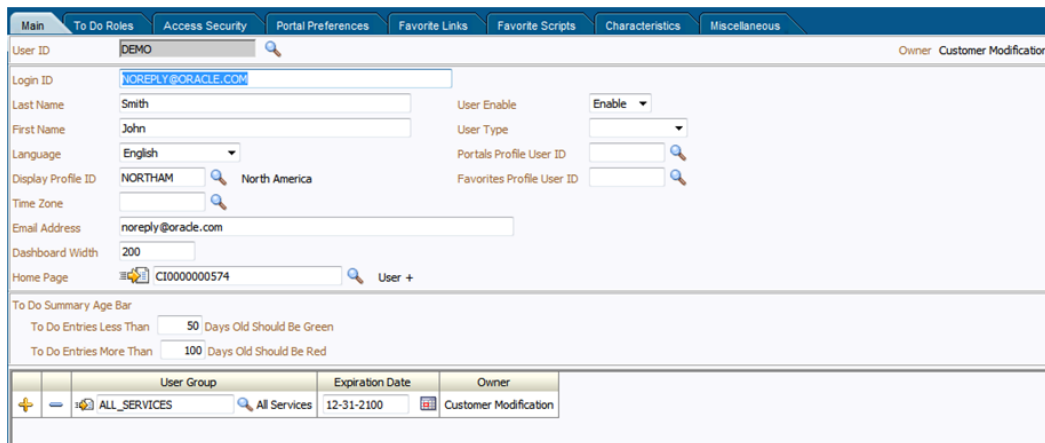 Main To Do Roles Access Security Portal Preferences Favorite Links Favorite Scripts Characteristics Miscellaneous
User ID DEMO Owner Customer Modification
Login ID NOREPLY@ORACLE.COM
Last Name Smith User Enable Enable
First Name John User Type
Language English Portals Profile User ID
Display Profile ID NORTHAM North America Favorites Profile User ID
Time Zone
Email Address noreply@oracle.com
Dashboard Width 200
Home Page CI0000000574 User +
To Do Summary Age Bar
To Do Entries Less Than 50 Days Old Should Be Green
To Do Entries More Than 100 Days Old Should Be Red
User Group Expiration Date Owner
ALL_SERVICES All Services 12-31-2100 Customer Modification